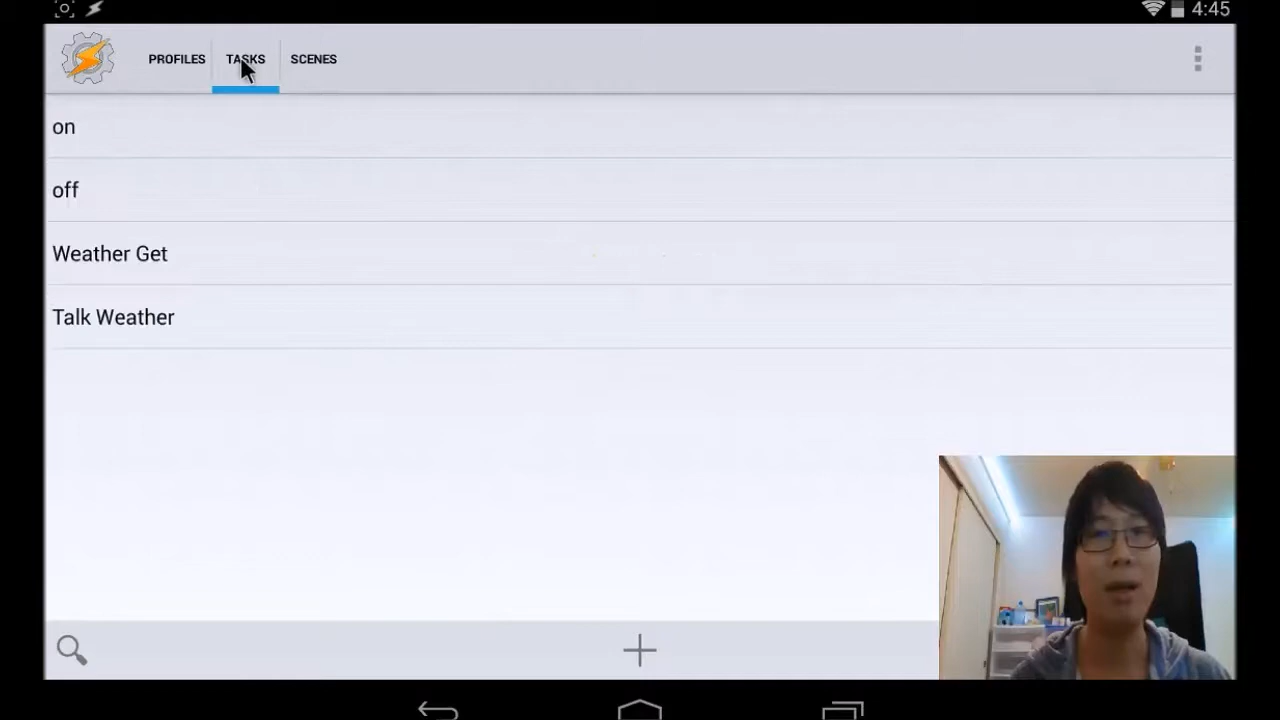 4:45
PROFILES TASKS SCENES
on
off
Weather Get
Talk Weather